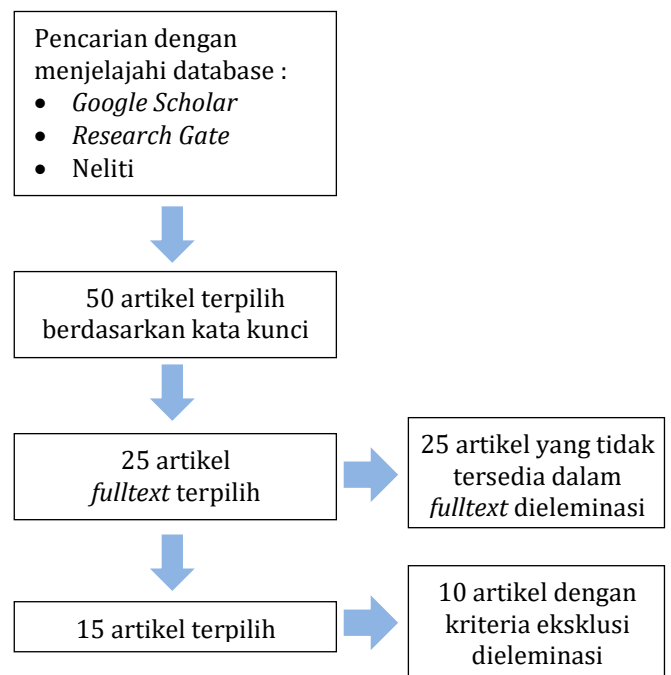 Pencarian dengan
menjelajahi database :
• Google Scholar
• Research Gate
• Neliti
50 artikel terpilih
berdasarkan kata kunci
25 artikel
fulltext terpilih
25 artikel yang tidak
tersedia dalam
fulltext dieleminasi
15 artikel terpilih
10 artikel dengan
kriteria eksklusi
dieleminasi